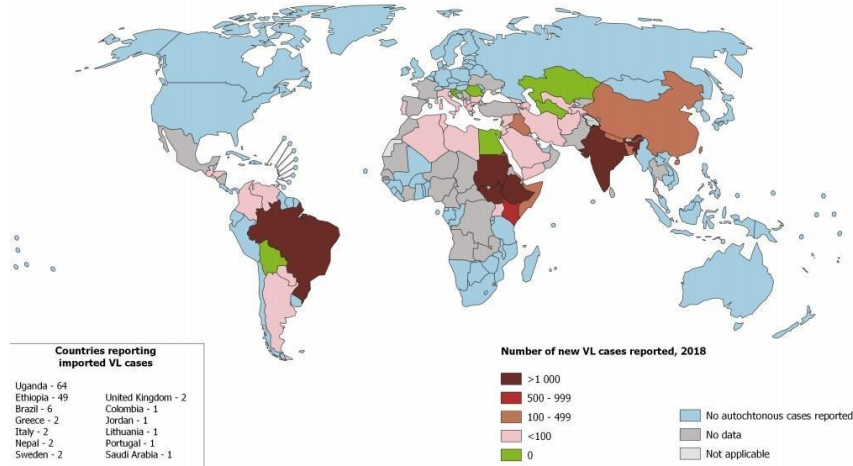 Countries reporting
imported VL cases
Uganda - 64
Ethiopia - 49
Brazil - 6
Greece - 2
Italy - 2
Nepal - 2
Sweden - 2
United Kingdom - 2
Colombia - 1
Jordan - 1
Lithuania - 1
Portugal - 1
Saudi Arabia - 1
Number of new VL cases reported, 2018
>1 000
500 - 999
100 - 499
<100
0
No autochtonous cases reported
No data
Not applicable